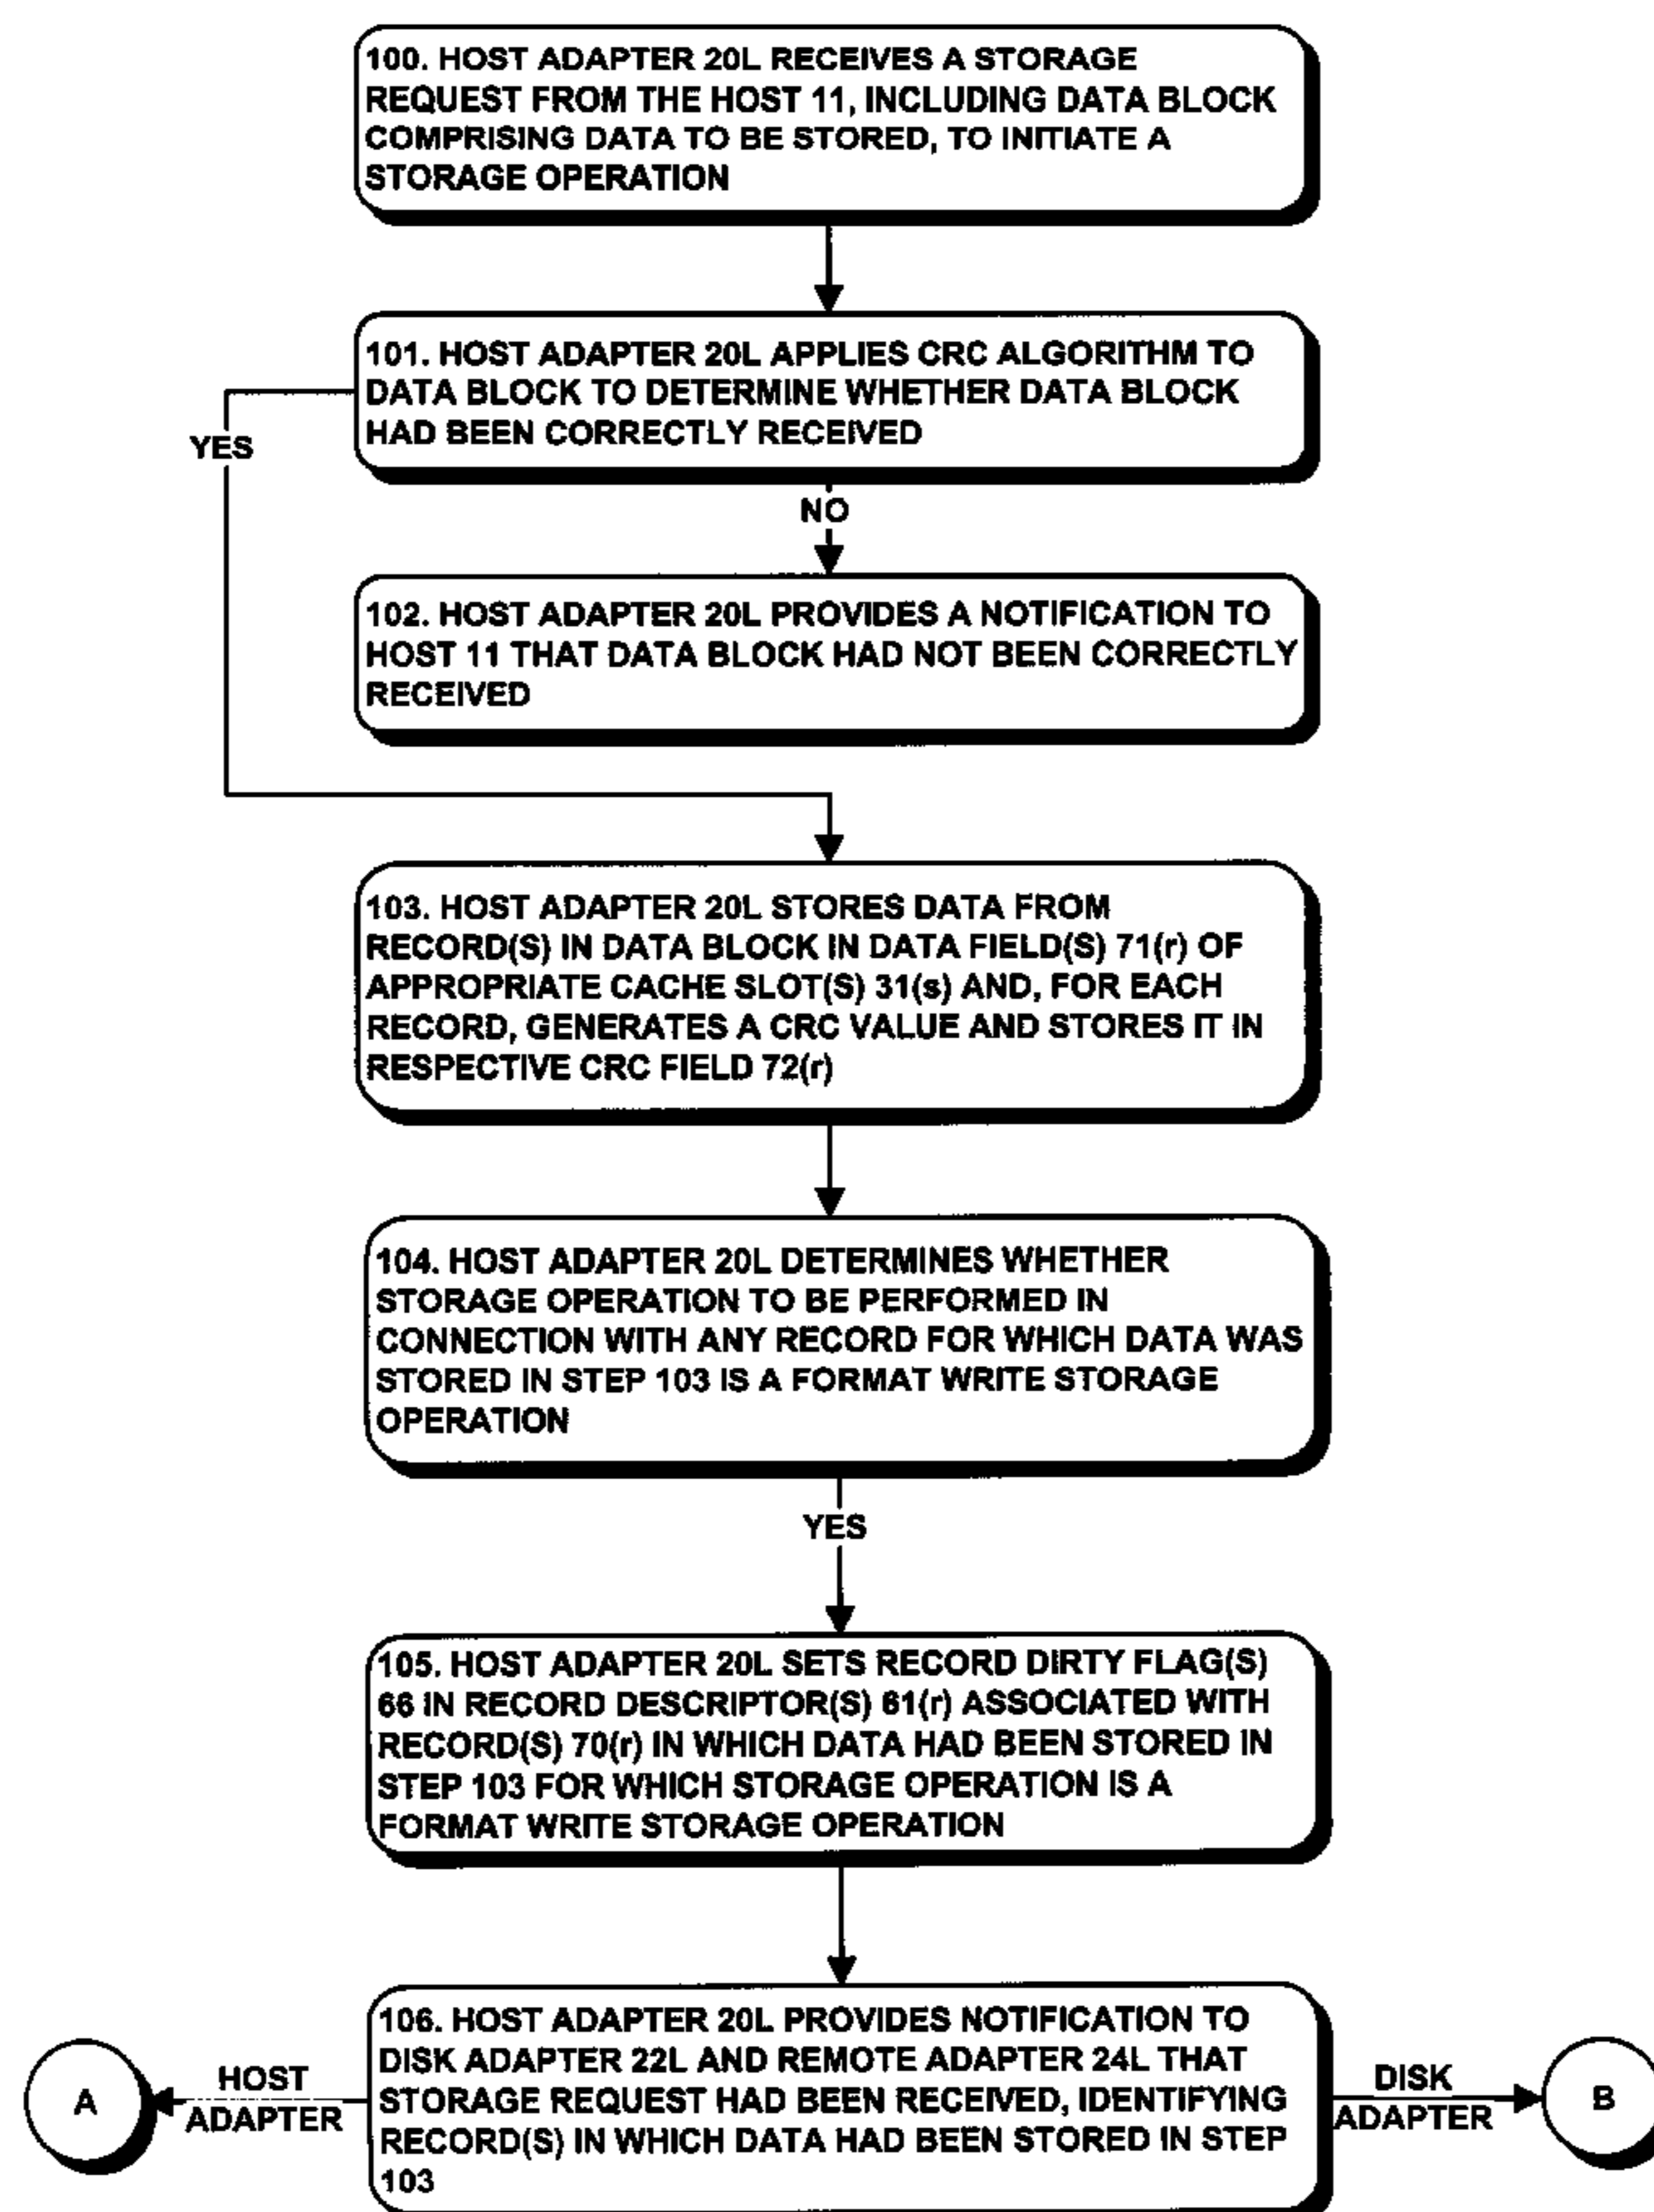 100. HOST ADAPTER 20L RECEIVES A STORAGE
REQUEST FROM THE HOST 11, INCLUDING DATA BLOCK
COMPRISING DATA TO BE STORED, TO INITIATE A
STORAGE OPERATION
101. HOST ADAPTER 20L APPLIES CRC ALGORITHM TO
DATA BLOCK TO DETERMINE WHETHER DATA BLOCK
HAD BEEN CORRECTLY RECEIVED
YES
NO
102. HOST ADAPTER 20L PROVIDES A NOTIFICATION TO
HOST 11 THAT DATA BLOCK HAD NOT BEEN CORRECTLY
RECEIVED
103. HOST ADAPTER 20L STORES DATA FROM
RECORD(S) IN DATA BLOCK IN DATA FIELD(S) 71(r) OF
APPROPRIATE CACHE SLOT(S) 31(s) AND, FOR EACH
RECORD, GENERATES A CRC VALUE AND STORES IT IN
RESPECTIVE CRC FIELD 72(r)
104. HOST ADAPTER 20L DETERMINES WHETHER
STORAGE OPERATION TO BE PERFORMED IN
CONNECTION WITH ANY RECORD FOR WHICH DATA WAS
STORED IN STEP 103 IS A FORMAT WRITE STORAGE
OPERATION
YES
105. HOST ADAPTER 20L SETS RECORD DIRTY FLAG(S)
66 IN RECORD DESCRIPTOR(S) 61(r) ASSOCIATED WITH
RECORD(S) 70(r) IN WHICH DATA HAD BEEN STORED IN
STEP 103 FOR WHICH STORAGE OPERATION IS A
FORMAT WRITE STORAGE OPERATION
106. HOST ADAPTER 20L PROVIDES NOTIFICATION TO
DISK ADAPTER 22L AND REMOTE ADAPTER 24L THAT
STORAGE REQUEST HAD BEEN RECEIVED, IDENTIFYING
RECORD(S) IN WHICH DATA HAD BEEN STORED IN STEP
103
A
HOST
ADAPTER
DISK
ADAPTER
B